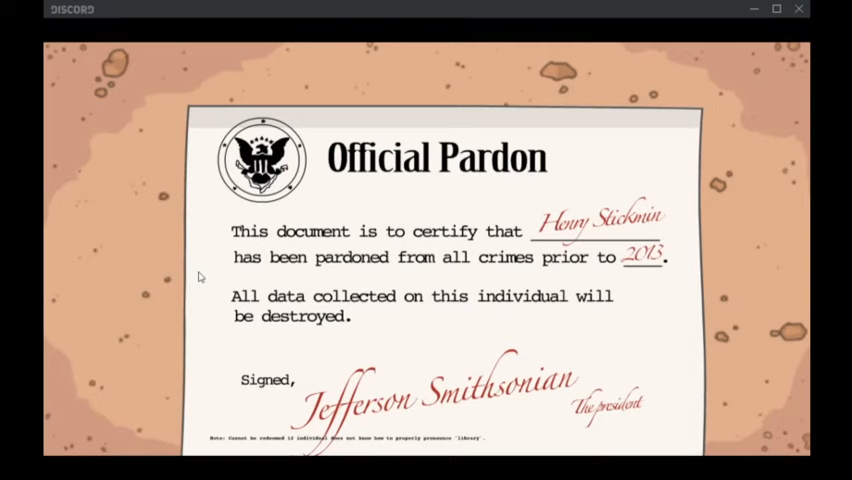 DISCORD
Official Pardon
This document is to certify that Henry Stickmin
has been pardoned from all crimes prior to 2013.
All data collected on this individual will
be destroyed.
Signed,
Jefferson Smithsonian
The president
Note: Cannot be redeemed if individual does not know how to properly pronounce 'library'.